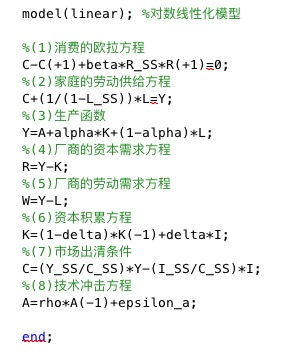 model(linear); %对数线性化模型
%(1)消费的欧拉方程
C-C(+1)+beta*R_SS*R(+1)=0;
%(2)家庭的劳动供给方程
C+(1/(1-L_SS))*L=Y;
%(3)生产函数
Y=A+alpha*K+(1-alpha)*L;
%(4)厂商的资本需求方程
R=Y-K;
%(5)厂商的劳动需求方程
W=Y-L;
%(6)资本积累方程
K=(1-delta)*K(-1)+delta*I;
%(7)市场出清条件
C=(Y_SS/C_SS)*Y-(I_SS/C_SS)*I;
%(8)技术冲击方程
A=rho*A(-1)+epsilon_a;
end;